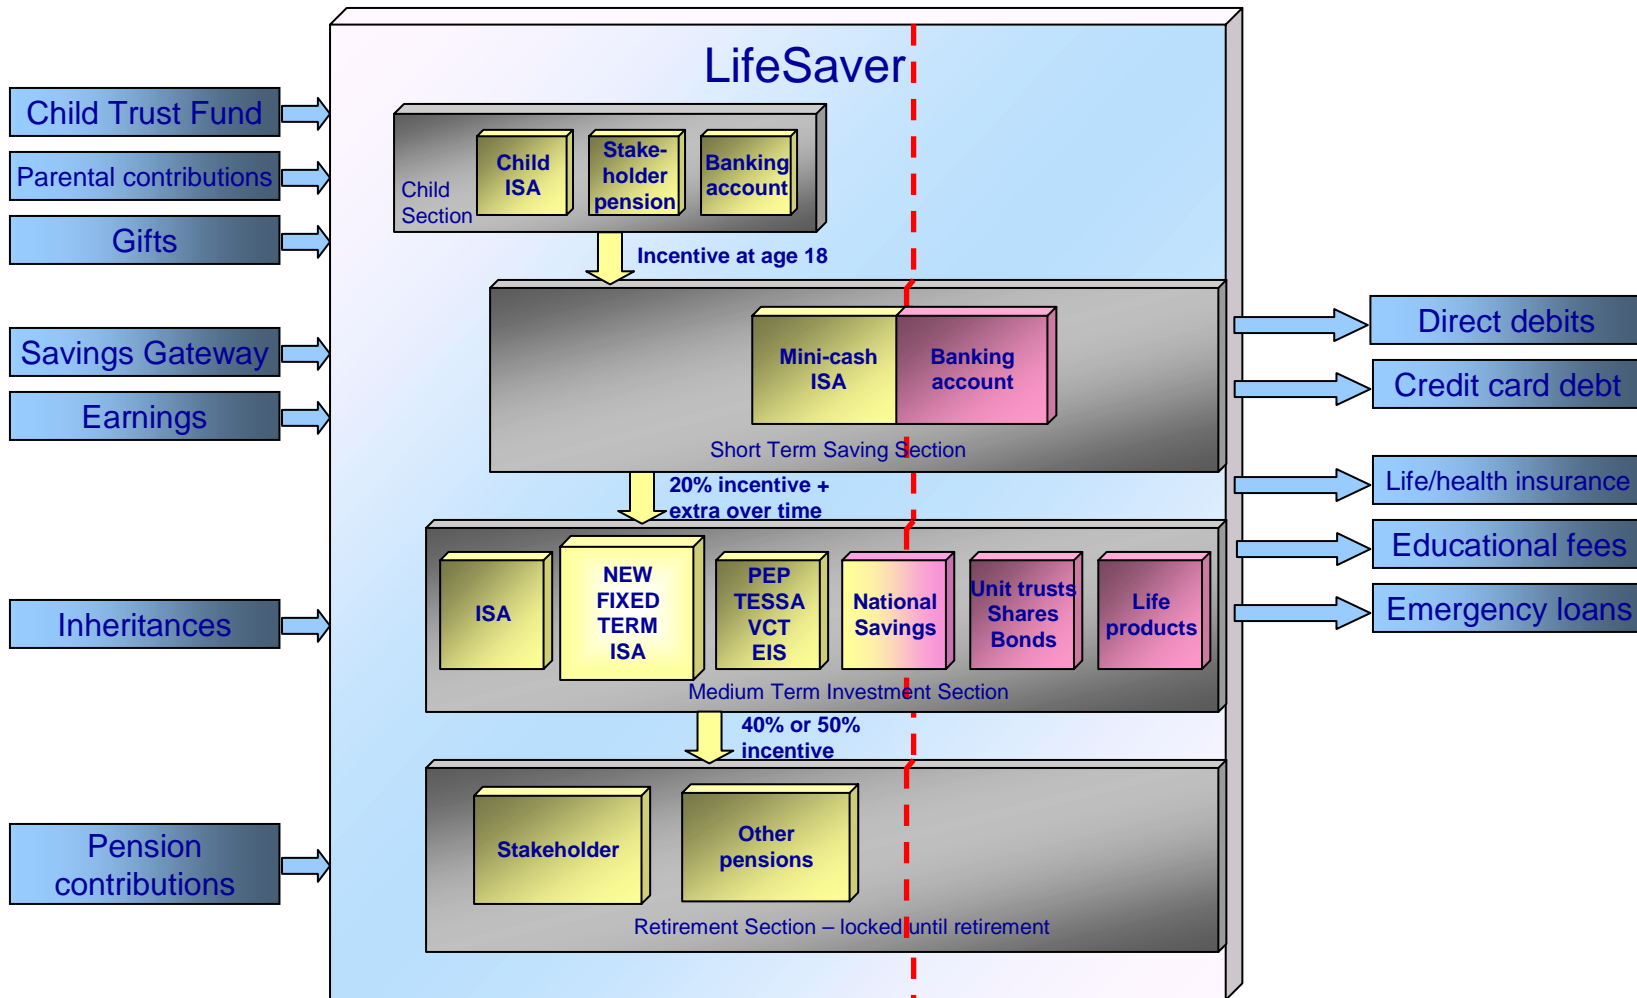 LifeSaver
Child Trust Fund
Parental contributions
Gifts
Savings Gateway
Earnings
Inheritances
Pension
contributions
Child
Section
Child
ISA
Stake-
holder
pension
Banking
account
Incentive at age 18
Mini-cash
ISA
Banking
account
Short Term Saving Section
20% incentive +
extra over time
ISA
NEW
FIXED
TERM
ISA
PEP
TESSA
VCT
EIS
National
Savings
Unit trusts
Shares
Bonds
Life
products
Medium Term Investment Section
40% or 50%
incentive
Stakeholder
Other
pensions
Retirement Section – locked until retirement
Direct debits
Credit card debt
Life/health insurance
Educational fees
Emergency loans